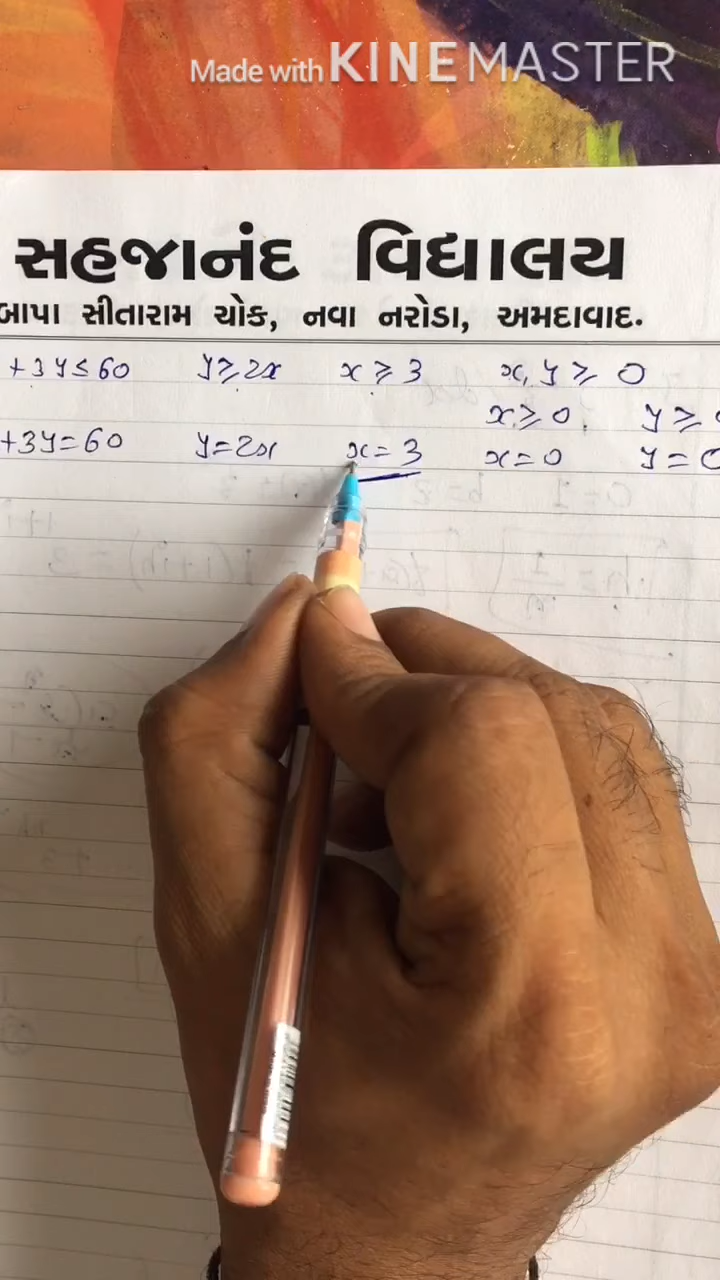 Made with KINEMASTER
સહજાનંદ વિદ્યાલય
બાપા સીતારામ ચોક, નવા નરોડા, અમદાવાદ.
+3y≤60 y≥2x x≥3 x, y≥0
x≥0, y≥
+3y=60 y=2x x=3 x=0 y=0